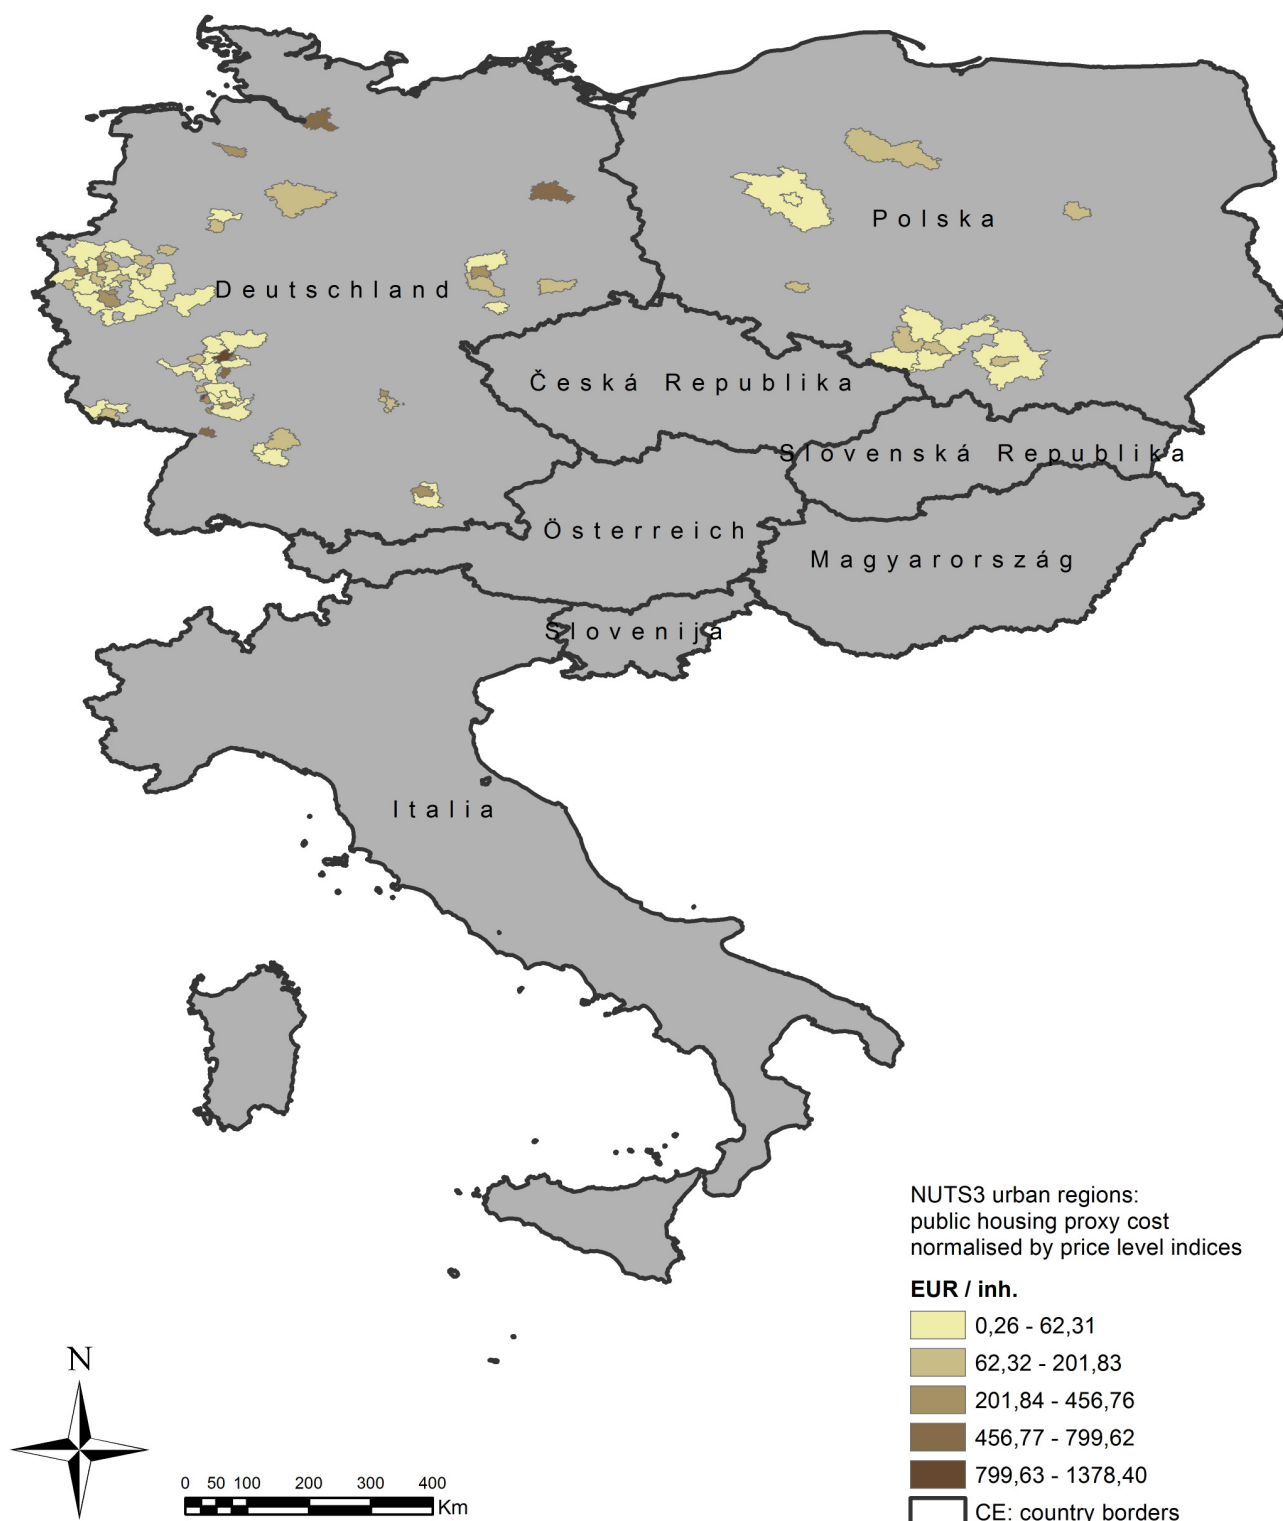 Polska
Deutschland
Česká Republika
Slovenská Republika
Österreich
Magyarország
Slovenija
Italia
NUTS3 urban regions:
public housing proxy cost
normalised by price level indices
EUR / inh.
0,26 - 62,31
62,32 - 201,83
201,84 - 456,76
456,77 - 799,62
799,63 - 1378,40
CE: country borders
N
0 50 100 200 300 400
Km